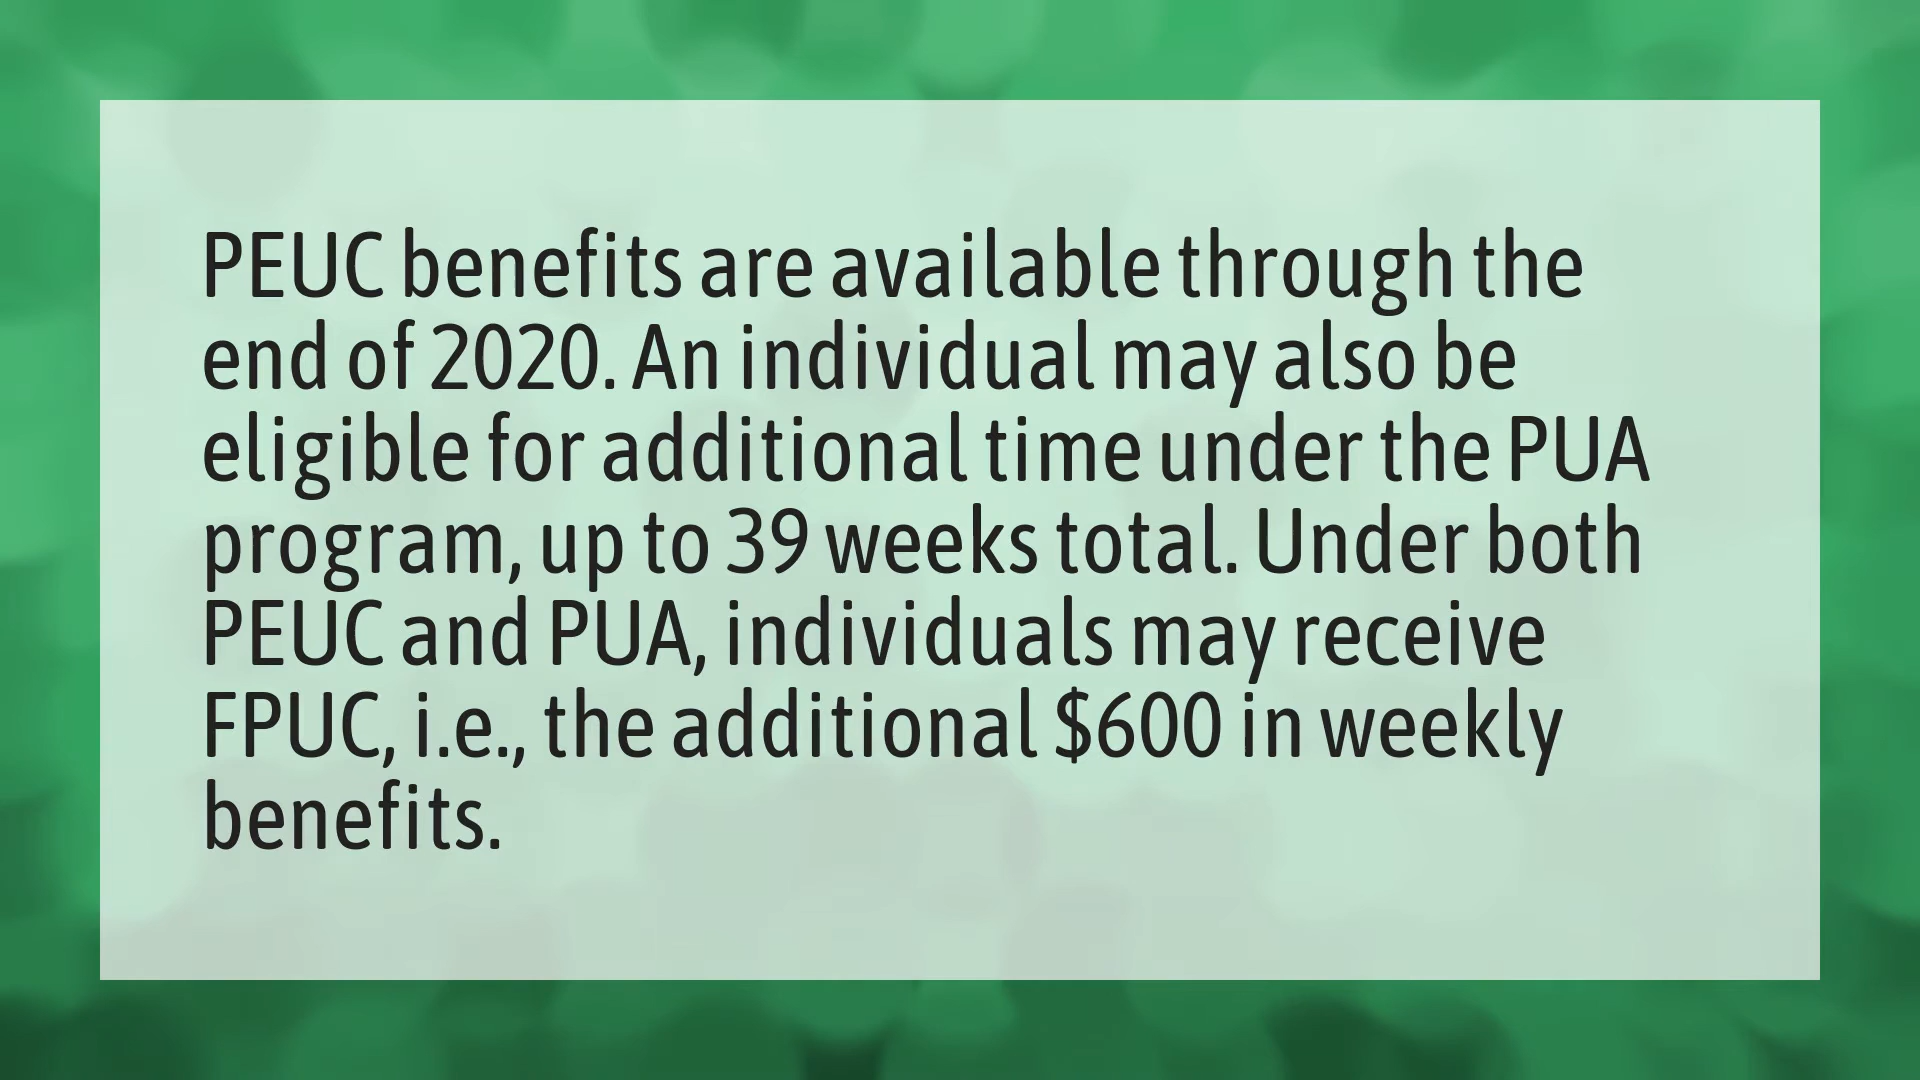 PEUC benefits are available through the
end of 2020. An individual may also be
eligible for additional time under the PUA
program, up to 39 weeks total. Under both
PEUC and PUA, individuals may receive
FPUC, i.e., the additional $600 in weekly
benefits.